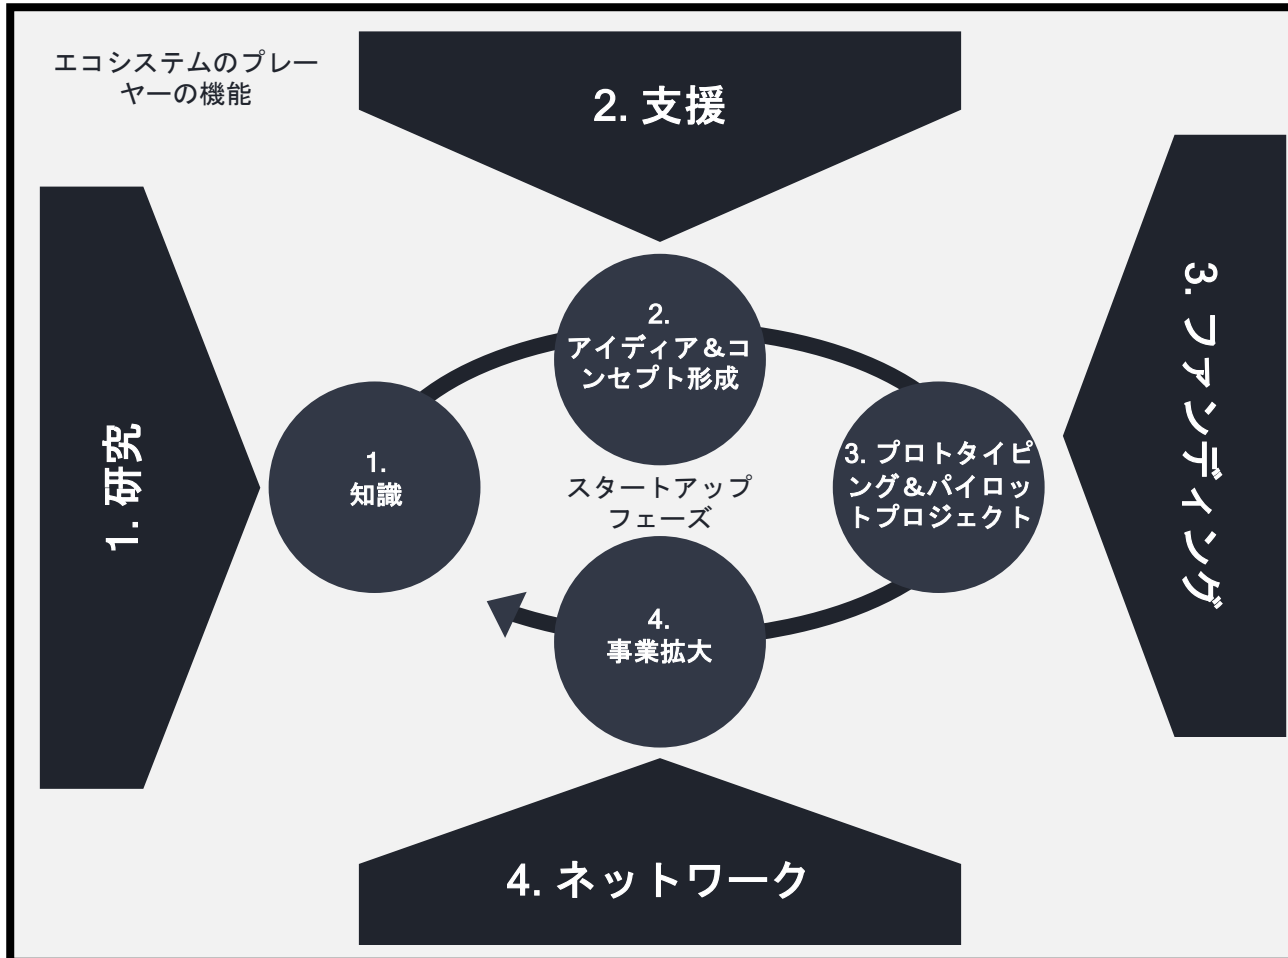 エコシステムのプレー
ヤーの機能
2. 支援
1. 研究
3. ファンディング
2.
アイディア＆コ
ンセプト形成
1.
知識
3. プロトタイピ
ング＆パイロッ
トプロジェクト
スタートアップ
フェーズ
4.
事業拡大
4. ネットワーク